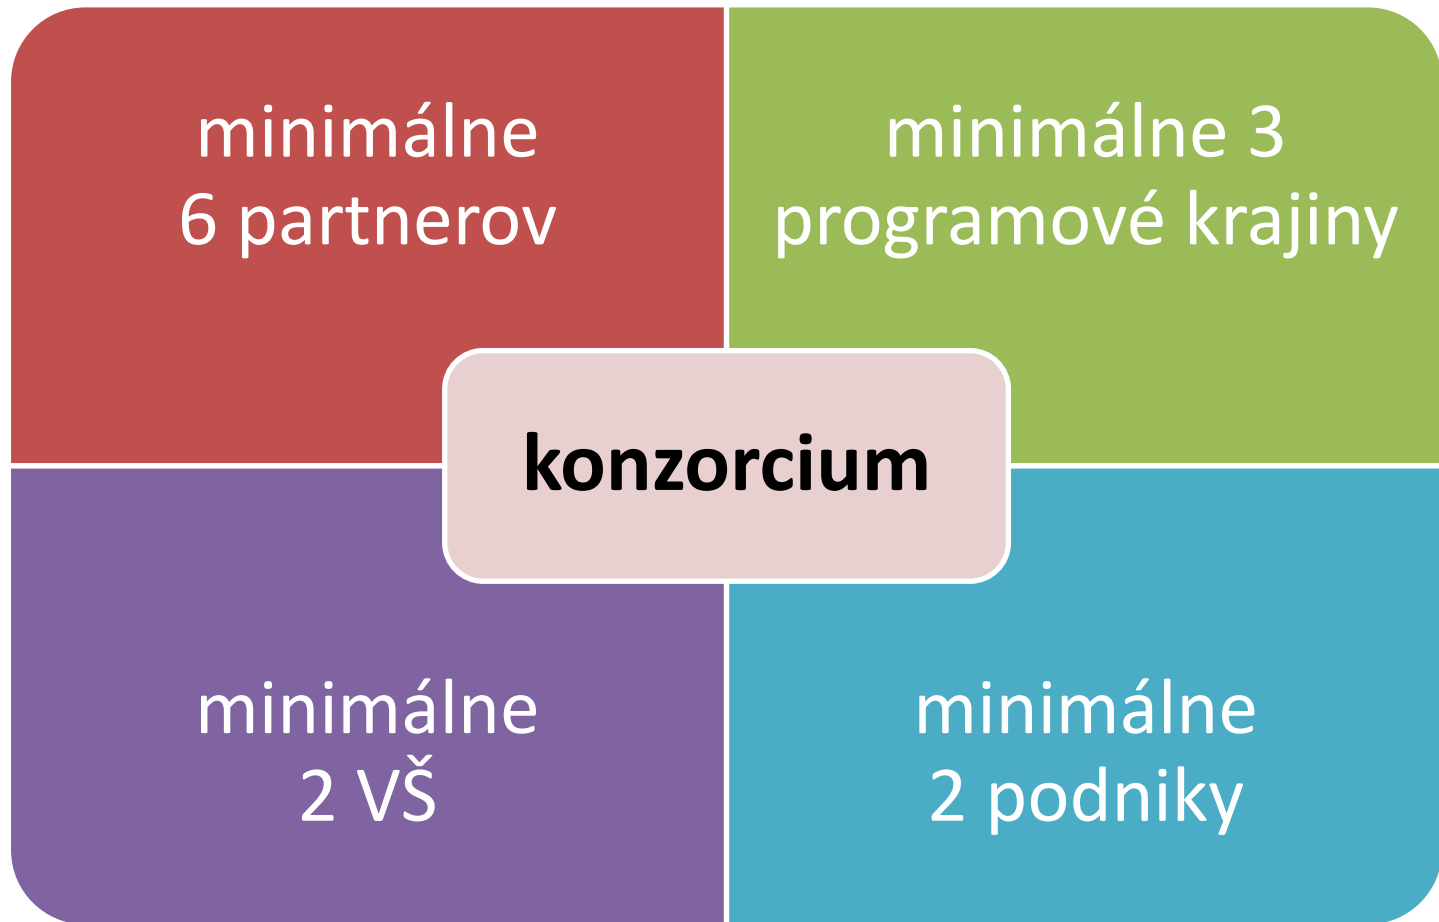 minimálne
6 partnerov
minimálne 3
programové krajiny
konzorcium
minimálne
2 VŠ
minimálne
2 podniky